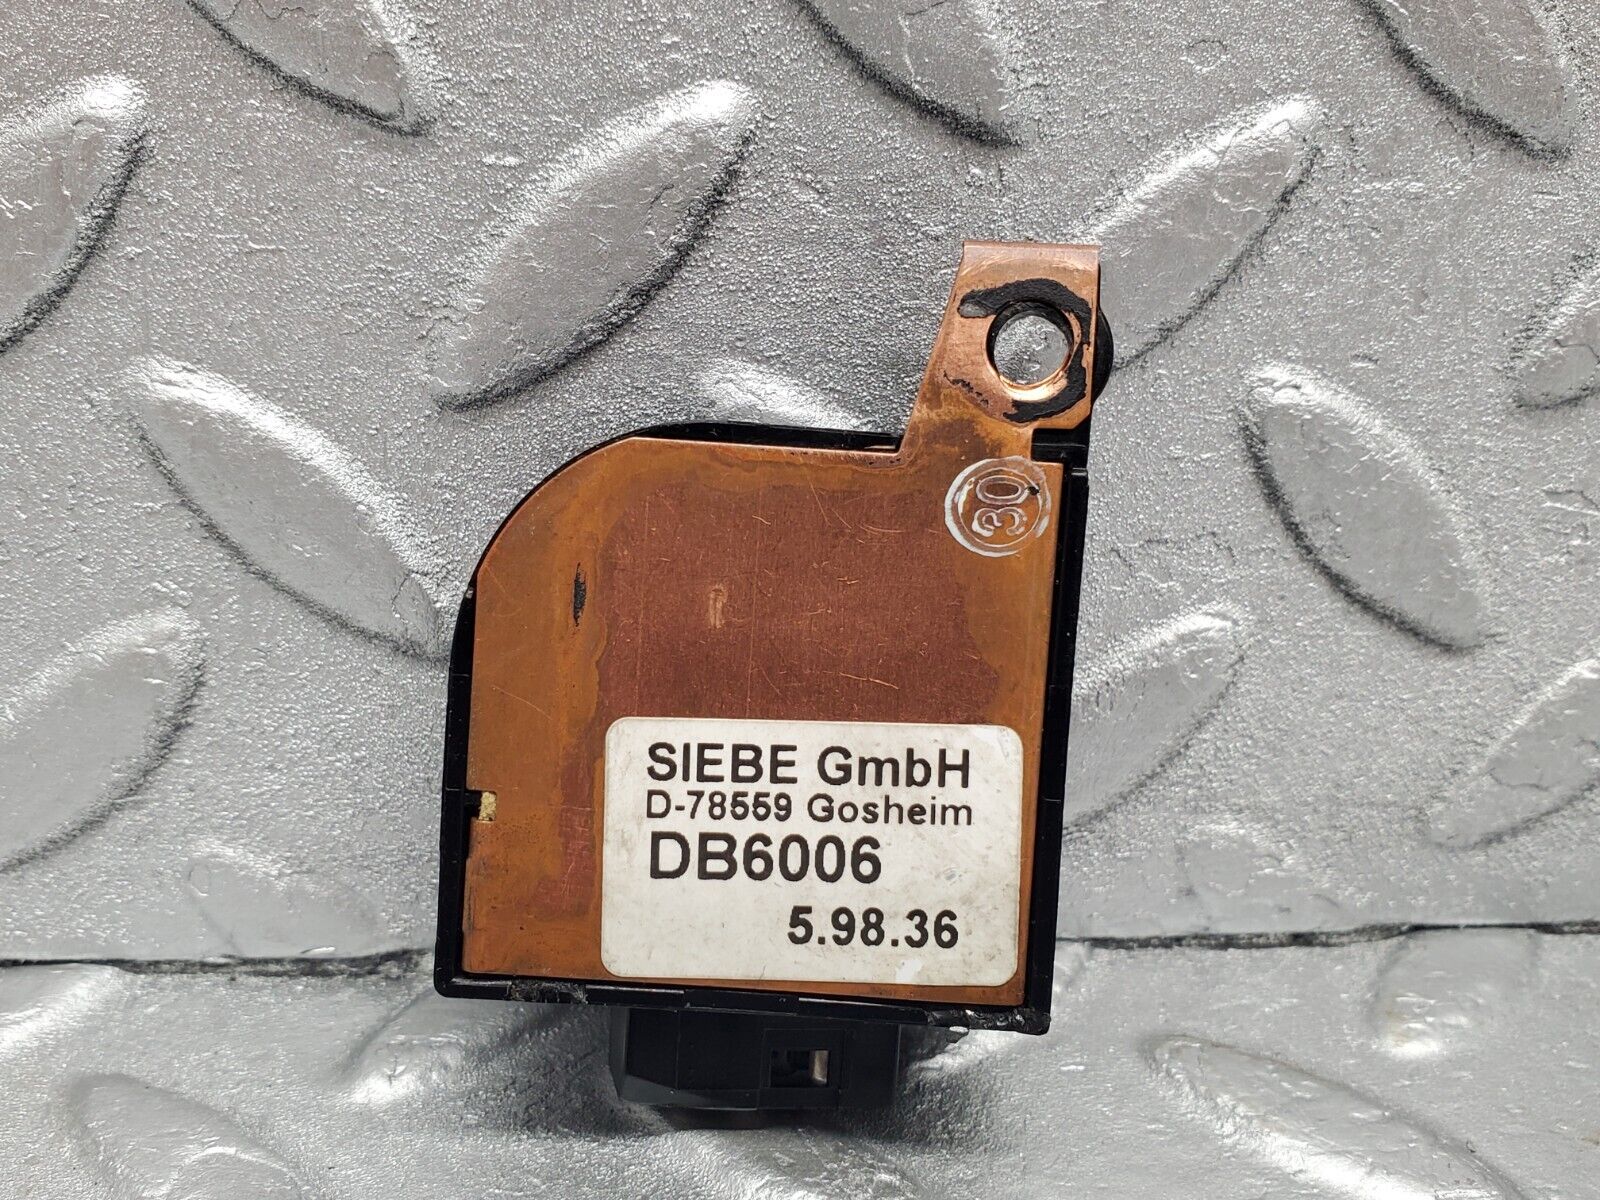 30
SIEBE GmbH
D-78559 Gosheim
DB6006
5.98.36